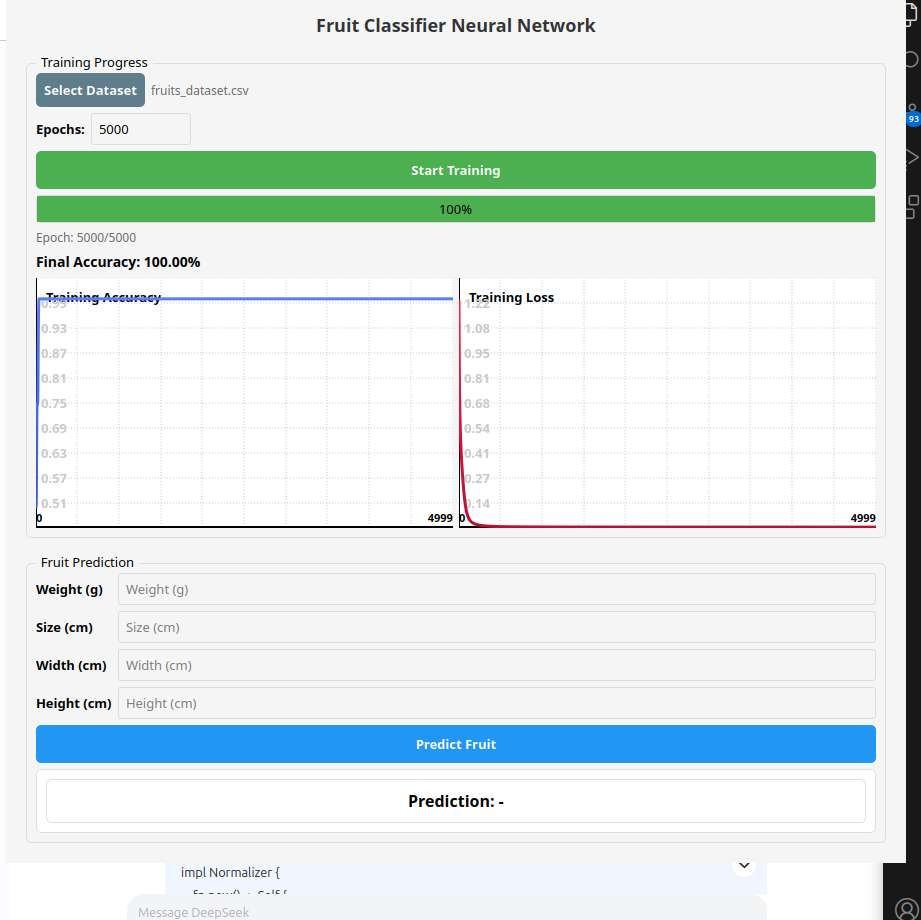 Fruit Classifier Neural Network
Training Progress
Select Dataset fruits_dataset.csv
Epochs: 5000
Start Training
100%
Epoch: 5000/5000
Final Accuracy: 100.00%
Training Accuracy
0.99
0.93
0.87
0.81
0.75
0.69
0.63
0.57
0.51
0 4999
Training Loss
1.22
1.08
0.95
0.81
0.68
0.54
0.41
0.27
0.14
0 4999
Fruit Prediction
Weight (g) Weight (g)
Size (cm) Size (cm)
Width (cm) Width (cm)
Height (cm) Height (cm)
Predict Fruit
Prediction: -
impl Normalizer {
Message DeepSeek
93